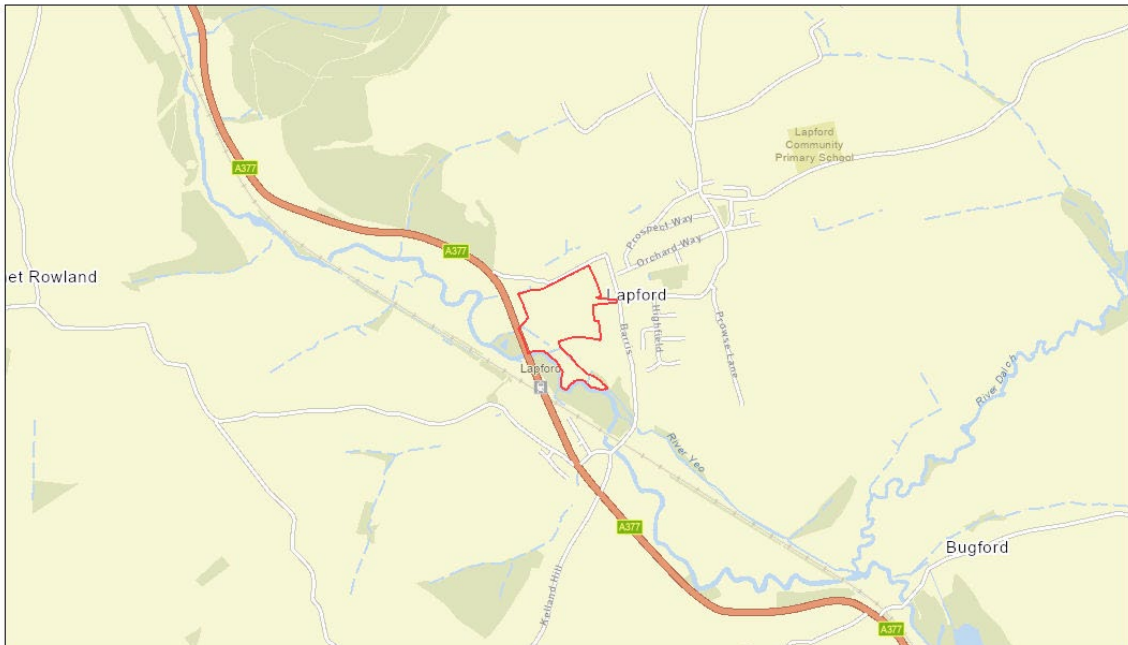 A377
Lapford
Community
Primary School
Prospect Way
Orchard Way
A377
et Rowland
Lapford
Barris
Highfield
Prowse Lane
Lapford
River Dalch
River Yeo
A377
Bugford
Kelland Hill
A377